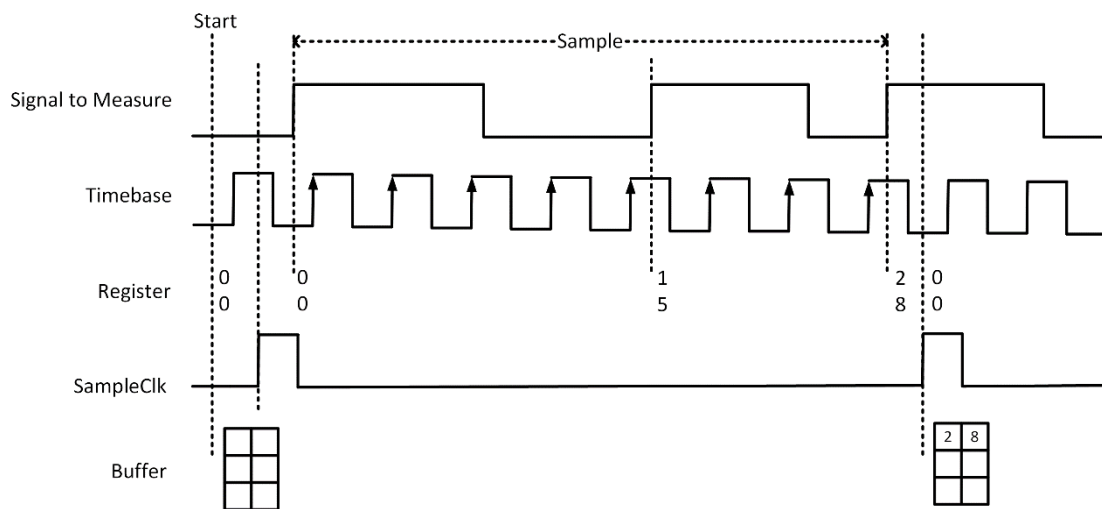 Start
Sample
Signal to Measure
Timebase
Register
0 0 1 2 0
0 0 5 8 0
SampleClk
Buffer
2 8